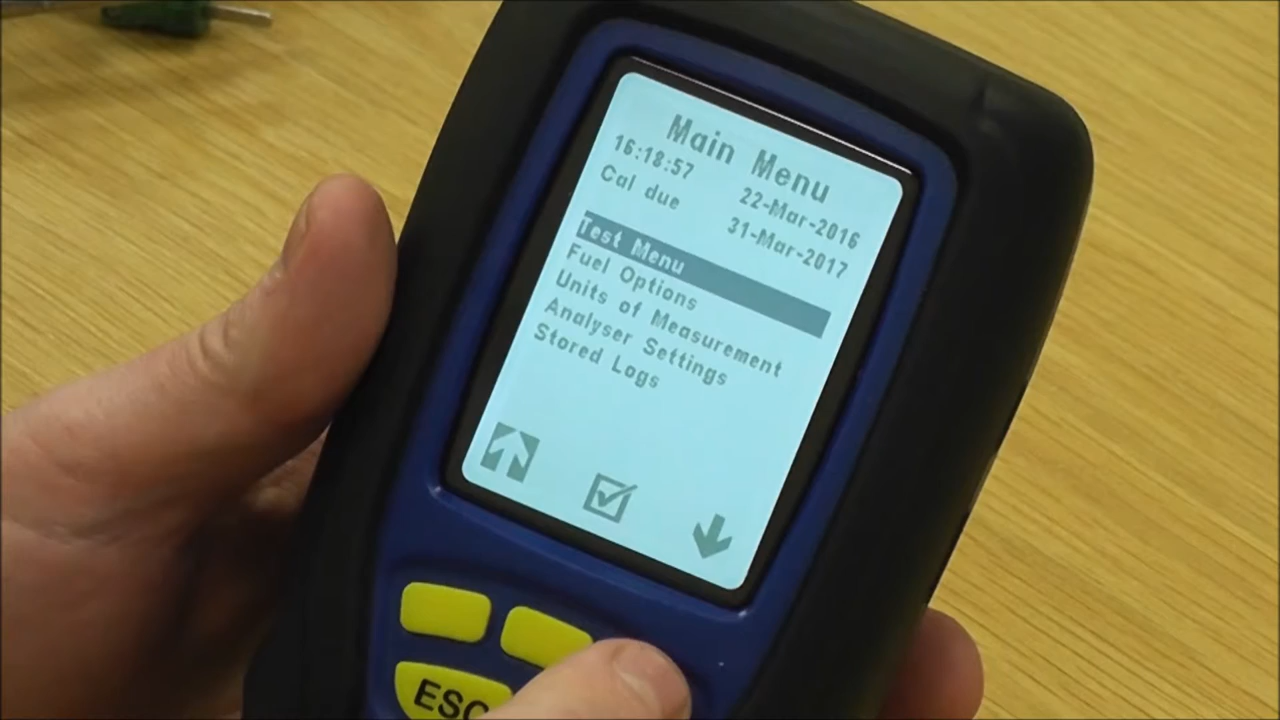 Main Menu
16:18:57 22-Mar-2016
Cal due 31-Mar-2017
Test Menu
Fuel Options
Units of Measurement
Analyser Settings
Stored Logs
ESC